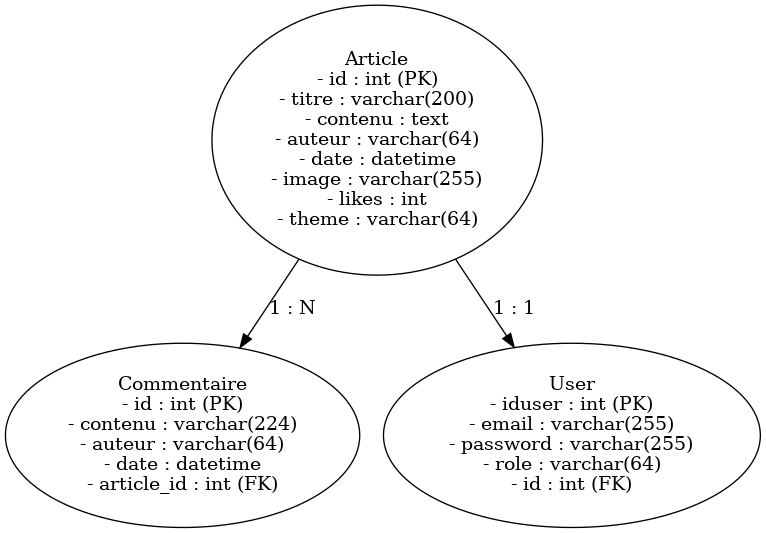 Article
- id : int (PK)
- titre : varchar(200)
- contenu : text
- auteur : varchar(64)
- date : datetime
- image : varchar(255)
- likes : int
- theme : varchar(64)
1 : N
1 : 1
Commentaire
- id : int (PK)
- contenu : varchar(224)
- auteur : varchar(64)
- date : datetime
- article_id : int (FK)
User
- iduser : int (PK)
- email : varchar(255)
- password : varchar(255)
- role : varchar(64)
- id : int (FK)